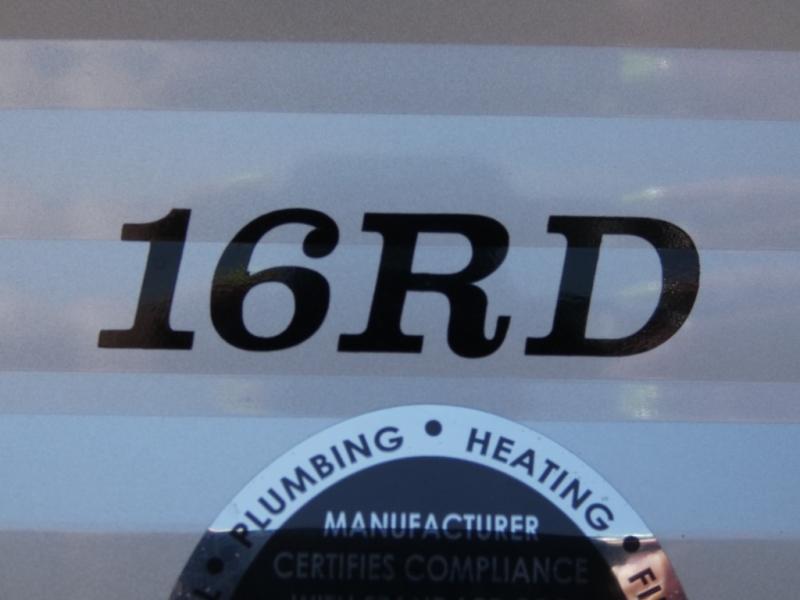 16RD
PLUMBING • HEATING •
MANUFACTURER
CERTIFIES COMPLIANCE